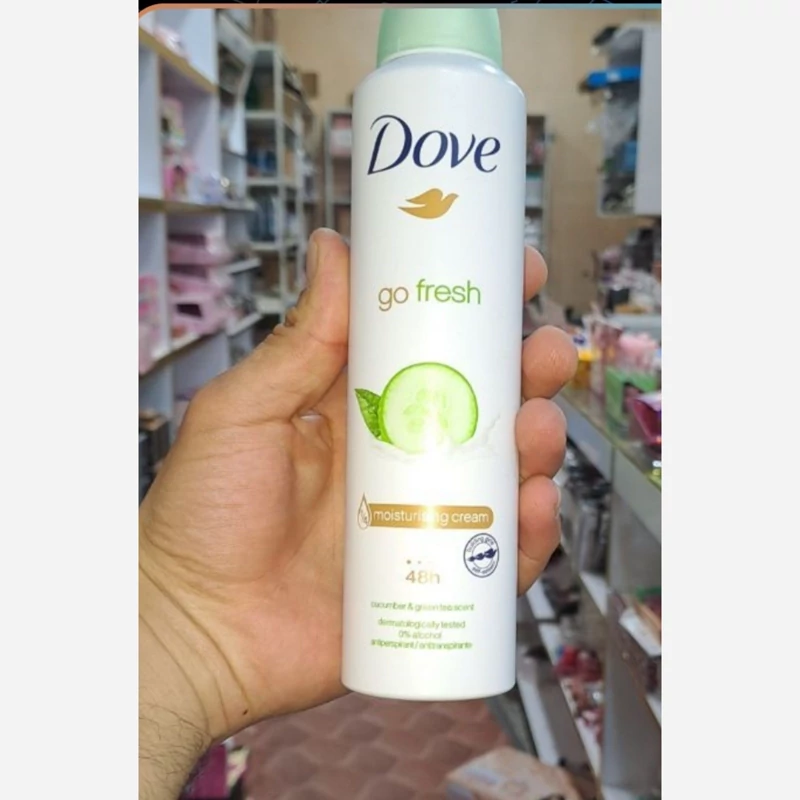 Dove
go fresh
moisturising cream
48h
cucumber & green tea scent
dermatologically tested
0% alcohol
antiperspirant / antitranspirante